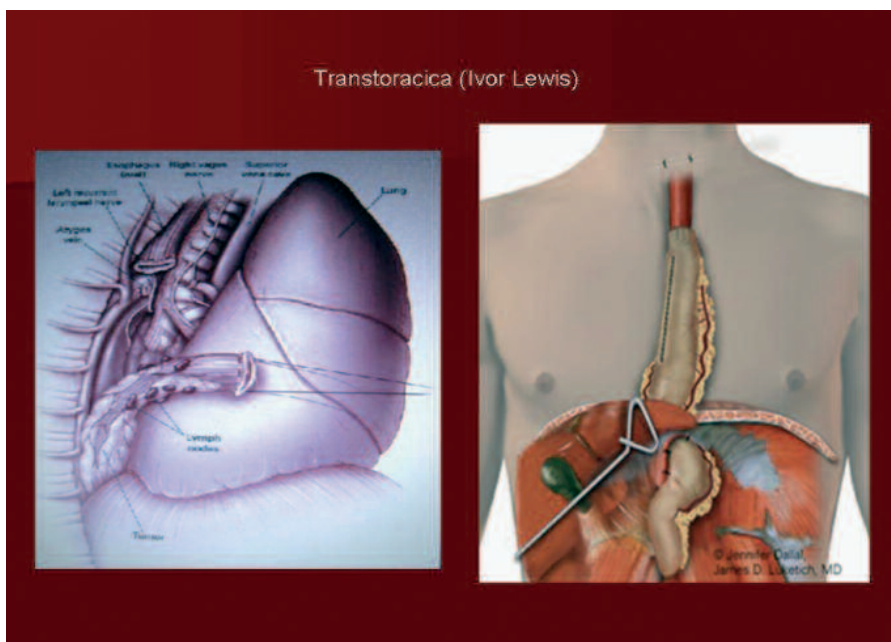 Transtoracica (Ivor Lewis)
Esophagus
Right vagus
nerve
Superior
vena cava
Left recurrent
laryngeal nerve
Azygos
vein
Lung
Lymph
nodes
Tumor
© Jennifer Dallal,
James D. Luketich, MD